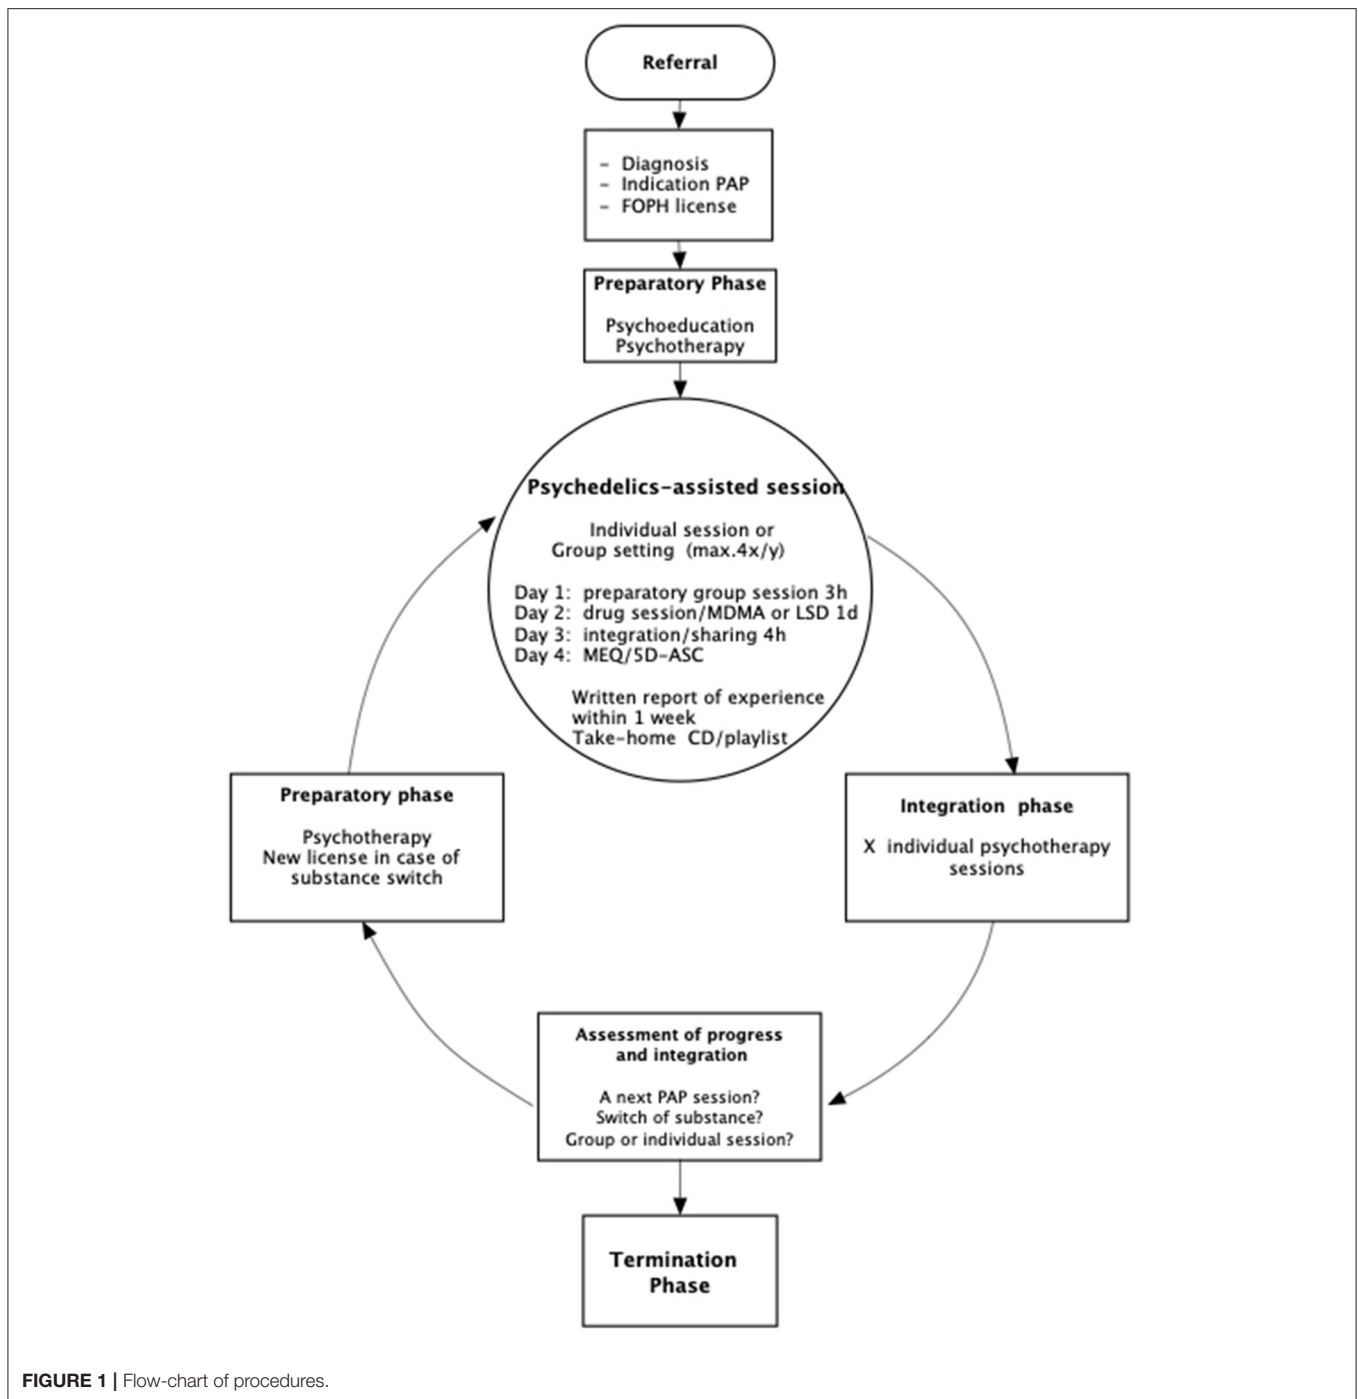 Referral
– Diagnosis
– Indication PAP
– FOPH license
Preparatory Phase
Psychoeducation
Psychotherapy
Psychedelics–assisted session
Individual session or
Group setting (max.4x/y)
Day 1: preparatory group session 3h
Day 2: drug session/MDMA or LSD 1d
Day 3: integration/sharing 4h
Day 4: MEQ/5D–ASC
Written report of experience
within 1 week
Take–home CD/playlist
Integration phase
X individual psychotherapy
sessions
Assessment of progress
and integration
A next PAP session?
Switch of substance?
Group or individual session?
Preparatory phase
Psychotherapy
New license in case of
substance switch
Termination
Phase
FIGURE 1 | Flow-chart of procedures.